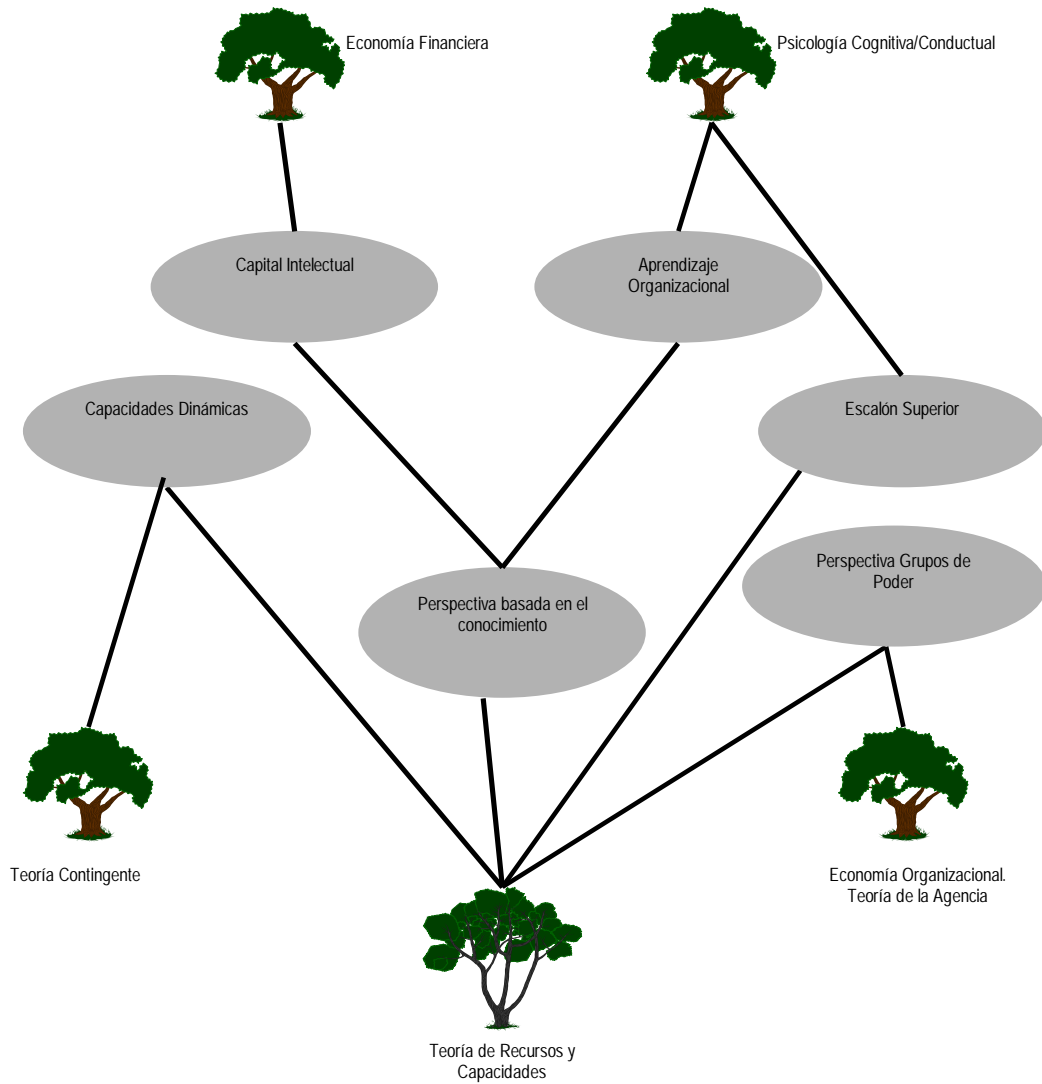 Economía Financiera
Psicología Cognitiva/Conductual
Capital Intelectual
Aprendizaje
Organizacional
Capacidades Dinámicas
Escalón Superior
Perspectiva Grupos de
Poder
Perspectiva basada en el
conocimiento
Teoría Contingente
Economía Organizacional.
Teoría de la Agencia
Teoría de Recursos y
Capacidades